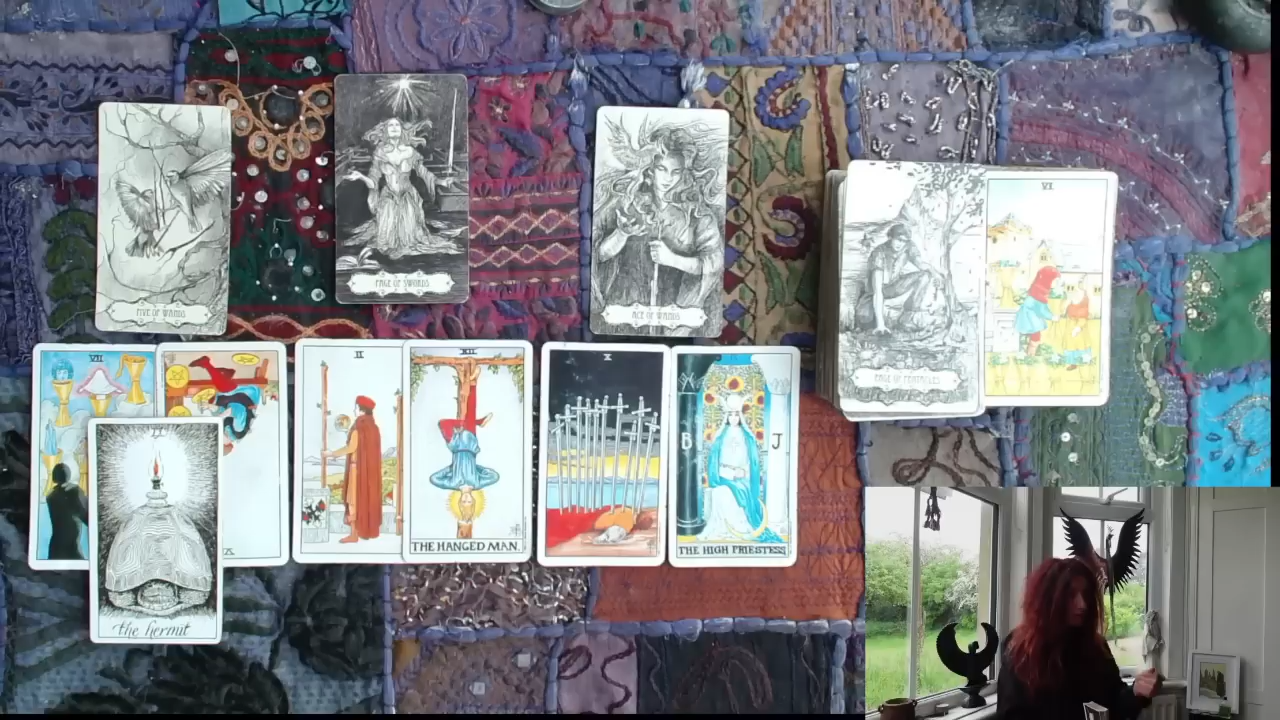 FIVE OF WANDS
PAGE OF SWORDS
ACE OF WANDS
PAGE OF PENTACLES
VI
VII
II
XII
THE HANGED MAN.
X
B
J
THE HIGH PRIESTESS
the hermit